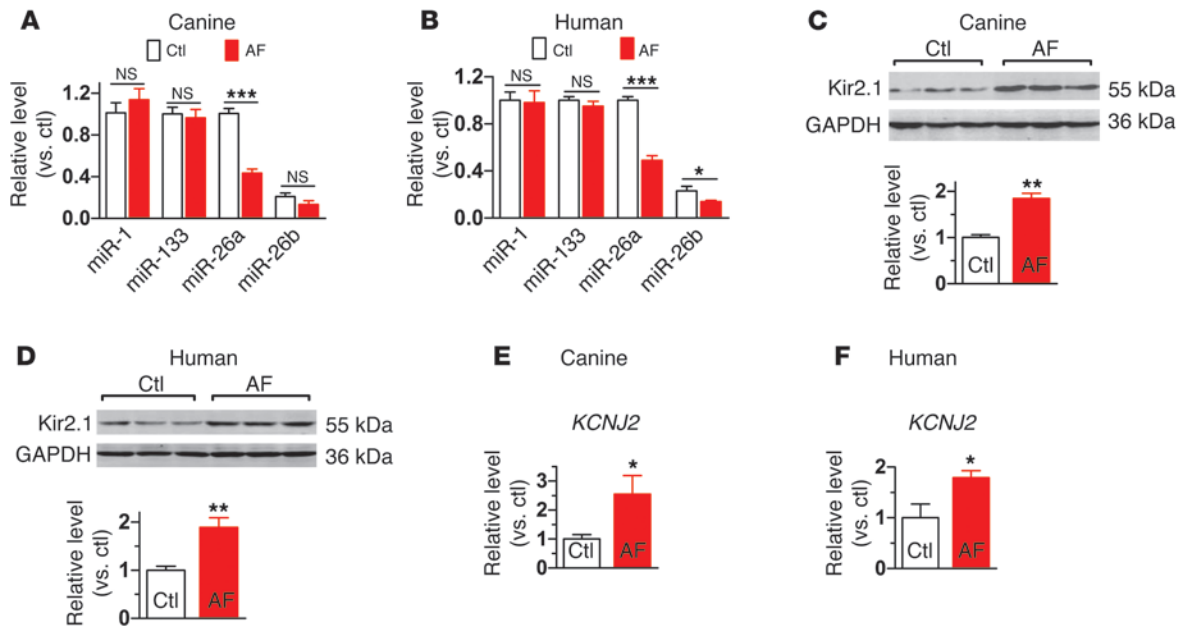 A
Canine
Ctl
AF
Relative level
(vs. ctl)
1.2
0.8
0.4
0.0
NS
NS
***
NS
miR-1
miR-133
miR-26a
miR-26b
B
Human
Ctl
AF
Relative level
(vs. ctl)
1.2
0.8
0.4
0.0
NS
NS
***
*
miR-1
miR-133
miR-26a
miR-26b
C
Canine
Ctl
AF
Kir2.1
55 kDa
GAPDH
36 kDa
Relative level
(vs. ctl)
2
1
0
**
Ctl
AF
D
Human
Ctl
AF
Kir2.1
55 kDa
GAPDH
36 kDa
Relative level
(vs. ctl)
2
1
0
**
Ctl
AF
E
Canine
KCNJ2
Relative level
(vs. ctl)
3
2
1
0
*
Ctl
AF
F
Human
KCNJ2
Relative level
(vs. ctl)
2
1
0
*
Ctl
AF